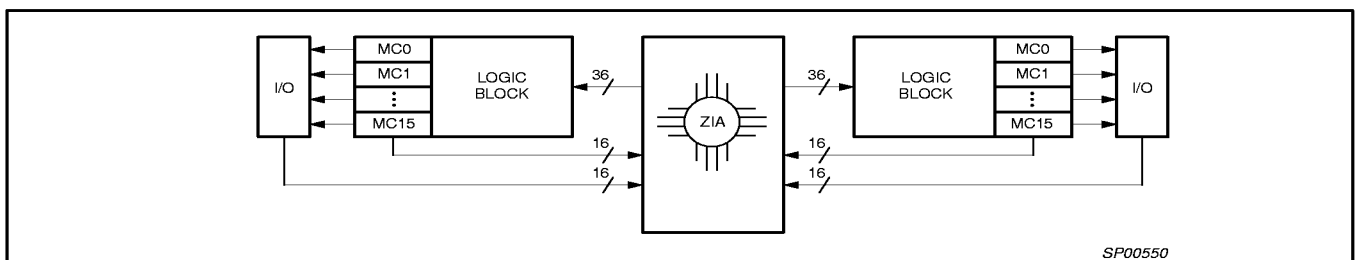 I/O
MC0
MC1
⋮
MC15
LOGIC
BLOCK
36
16
16
ZIA
36
16
16
LOGIC
BLOCK
MC0
MC1
⋮
MC15
I/O
SP00550